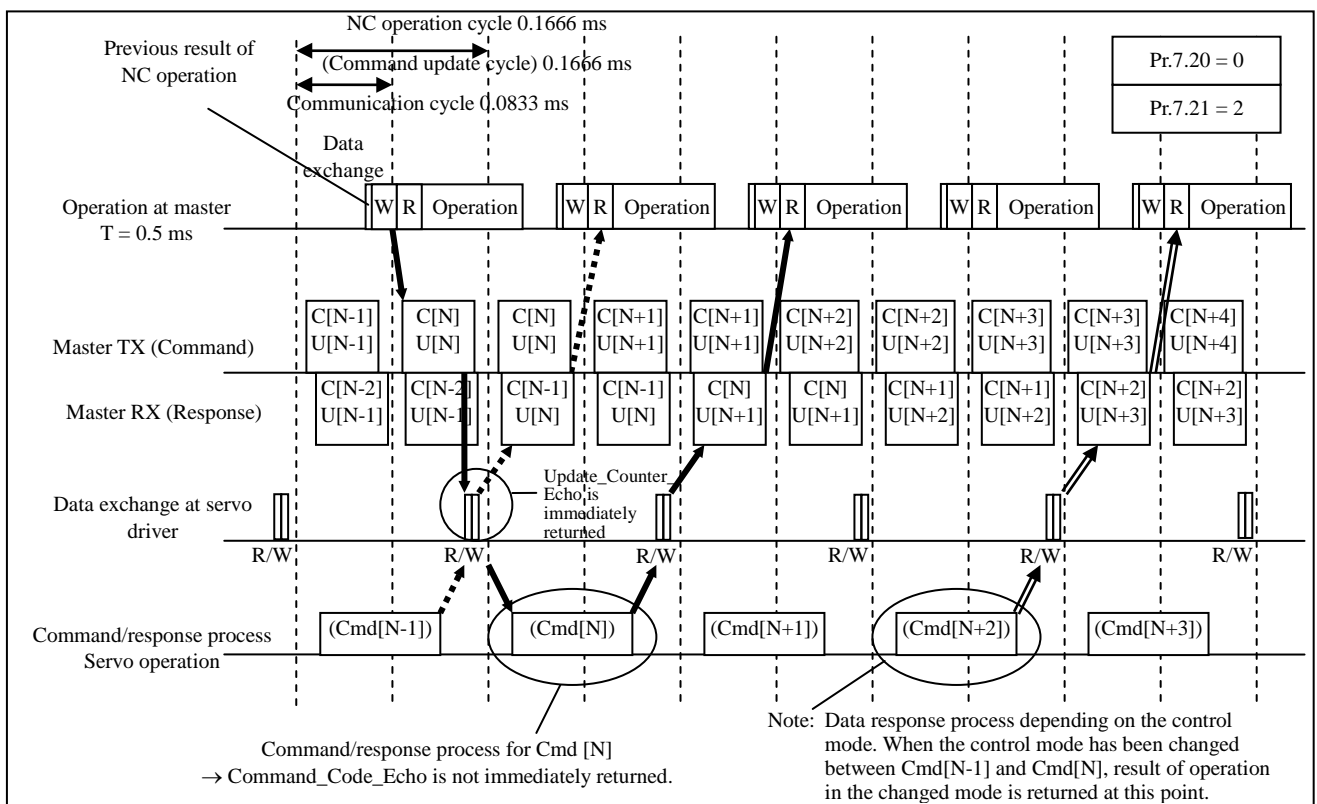 NC operation cycle 0.1666 ms
Previous result of
NC operation
(Command update cycle) 0.1666 ms
Communication cycle 0.0833 ms
Pr.7.20 = 0
Pr.7.21 = 2
Data
exchange
Operation at master
T = 0.5 ms
W R Operation W R Operation W R Operation W R Operation W R Operation
Master TX (Command)
C[N-1] C[N] C[N] C[N+1] C[N+1] C[N+2] C[N+2] C[N+3] C[N+3] C[N+4]
U[N-1] U[N] U[N] U[N+1] U[N+1] U[N+2] U[N+2] U[N+3] U[N+3] U[N+4]
Master RX (Response)
C[N-2] C[N-2] C[N-1] C[N-1] C[N] C[N] C[N+1] C[N+1] C[N+2] C[N+2]
U[N-1] U[N-1] U[N] U[N] U[N+1] U[N+1] U[N+2] U[N+2] U[N+3] U[N+3]
Update_Counter_
Echo is
immediately
returned
Data exchange at servo
driver
R/W R/W R/W R/W R/W R/W
Command/response process
Servo operation
(Cmd[N-1]) (Cmd[N]) (Cmd[N+1]) (Cmd[N+2]) (Cmd[N+3])
Command/response process for Cmd [N]
→ Command_Code_Echo is not immediately returned.
Note: Data response process depending on the control
mode. When the control mode has been changed
between Cmd[N-1] and Cmd[N], result of operation
in the changed mode is returned at this point.